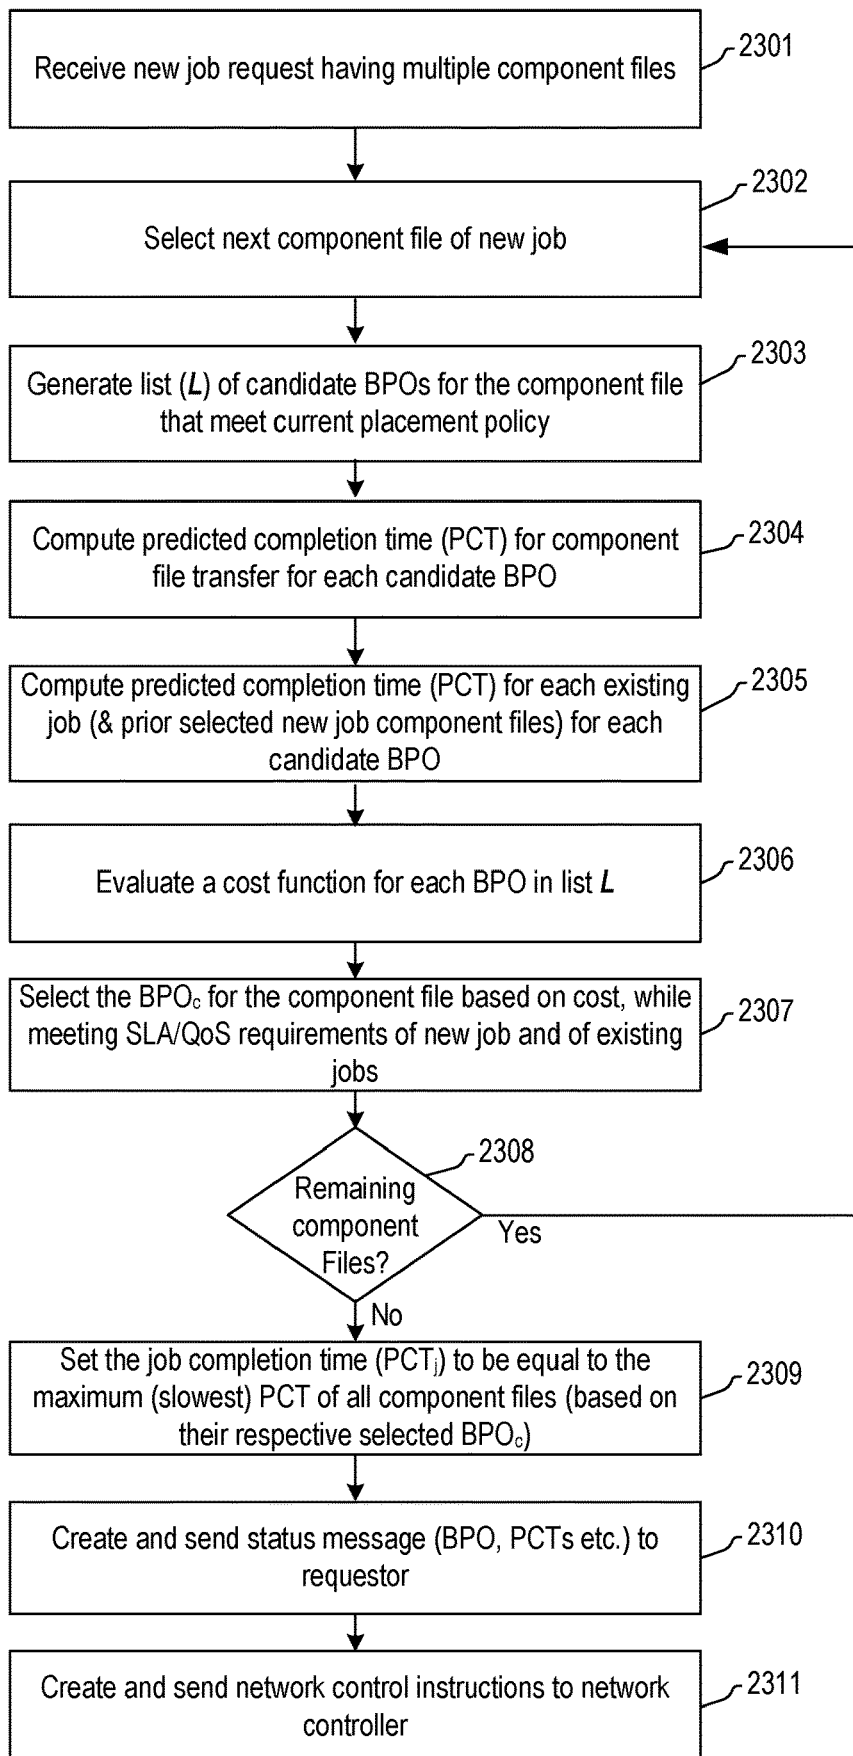 Receive new job request having multiple component files
2301
Select next component file of new job
2302
Generate list (L) of candidate BPOs for the component file
that meet current placement policy
2303
Compute predicted completion time (PCT) for component
file transfer for each candidate BPO
2304
Compute predicted completion time (PCT) for each existing
job (& prior selected new job component files) for each
candidate BPO
2305
Evaluate a cost function for each BPO in list L
2306
Select the BPOc for the component file based on cost, while
meeting SLA/QoS requirements of new job and of existing
jobs
2307
Remaining
component
Files?
2308
Yes
No
Set the job completion time (PCTj) to be equal to the
maximum (slowest) PCT of all component files (based on
their respective selected BPOc)
2309
Create and send status message (BPO, PCTs etc.) to
requestor
2310
Create and send network control instructions to network
controller
2311